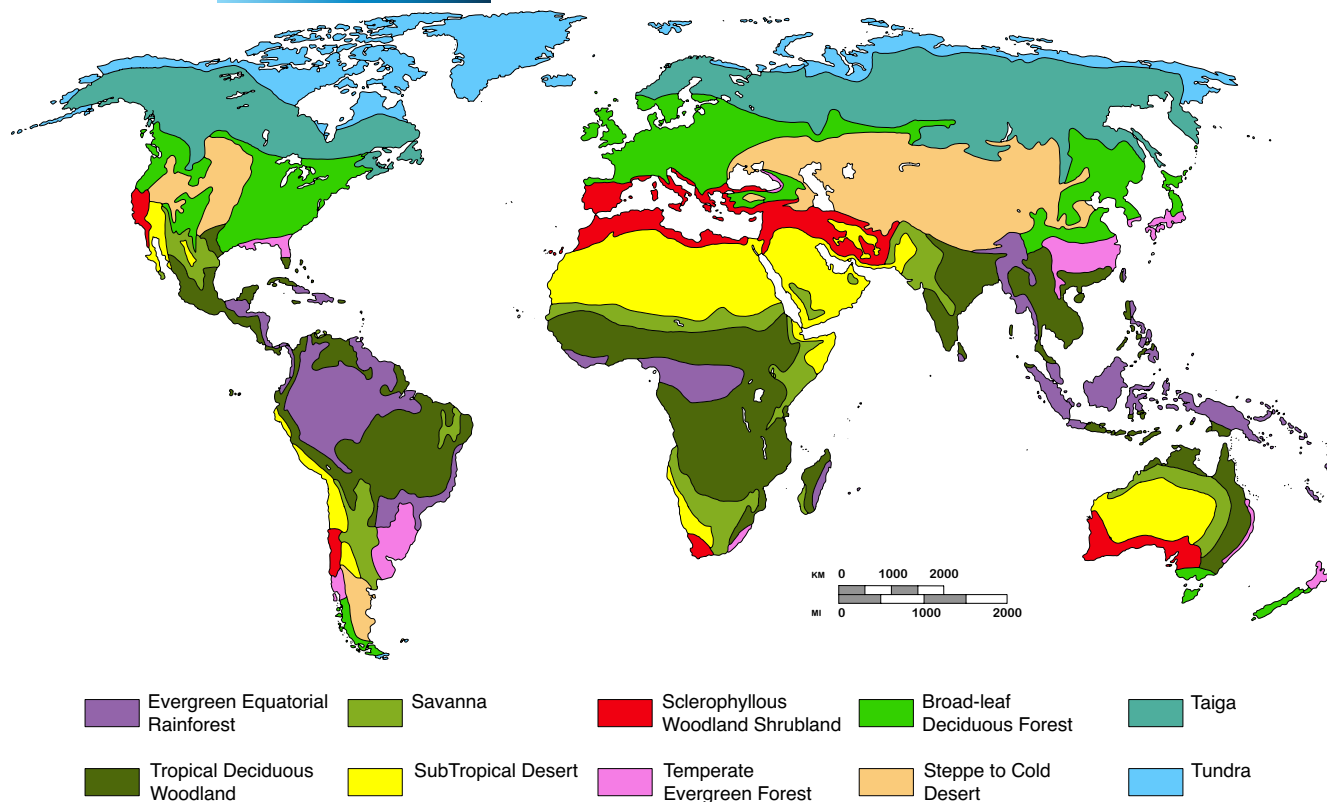 KM 0 1000 2000
MI 0 1000 2000
Evergreen Equatorial
Rainforest
Savanna
Sclerophyllous
Woodland Shrubland
Broad-leaf
Deciduous Forest
Taiga
Tropical Deciduous
Woodland
SubTropical Desert
Temperate
Evergreen Forest
Steppe to Cold
Desert
Tundra